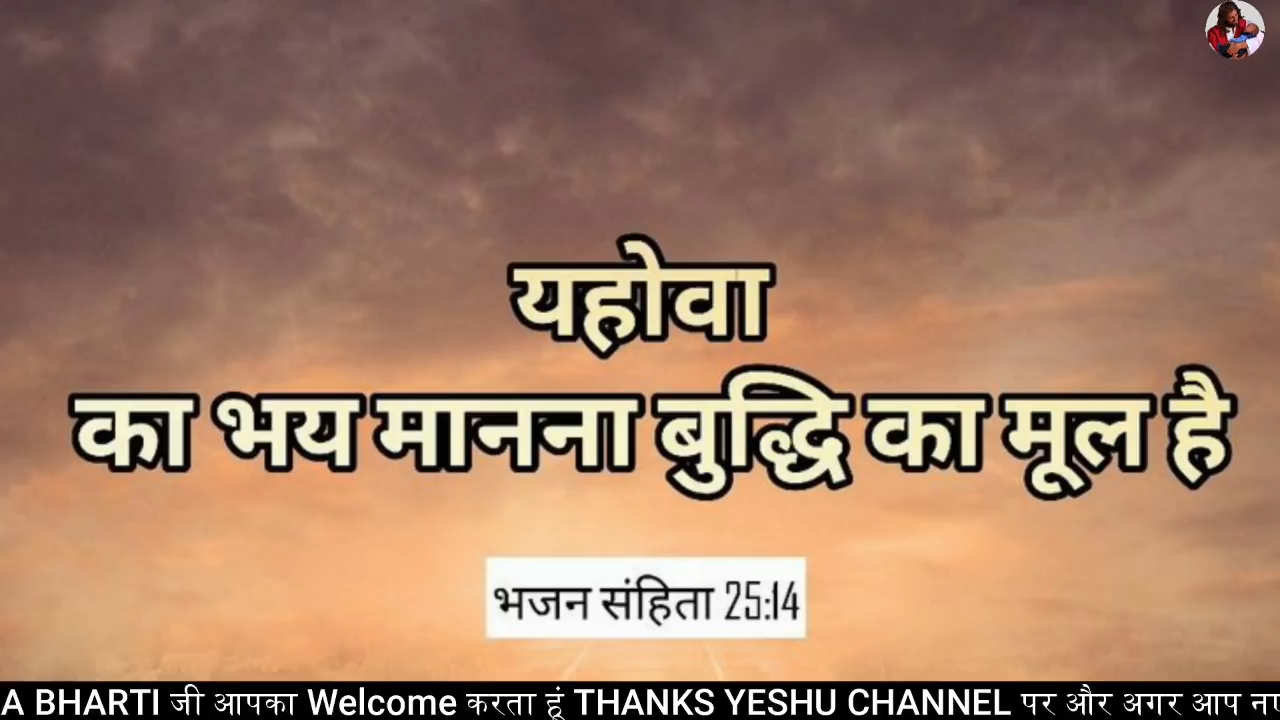 यहोवा
का भय मानना बुद्धि का मूल है
भजन संहिता 25:14
A BHARTI जी आपका Welcome करता हूं THANKS YESHU CHANNEL पर और अगर आप